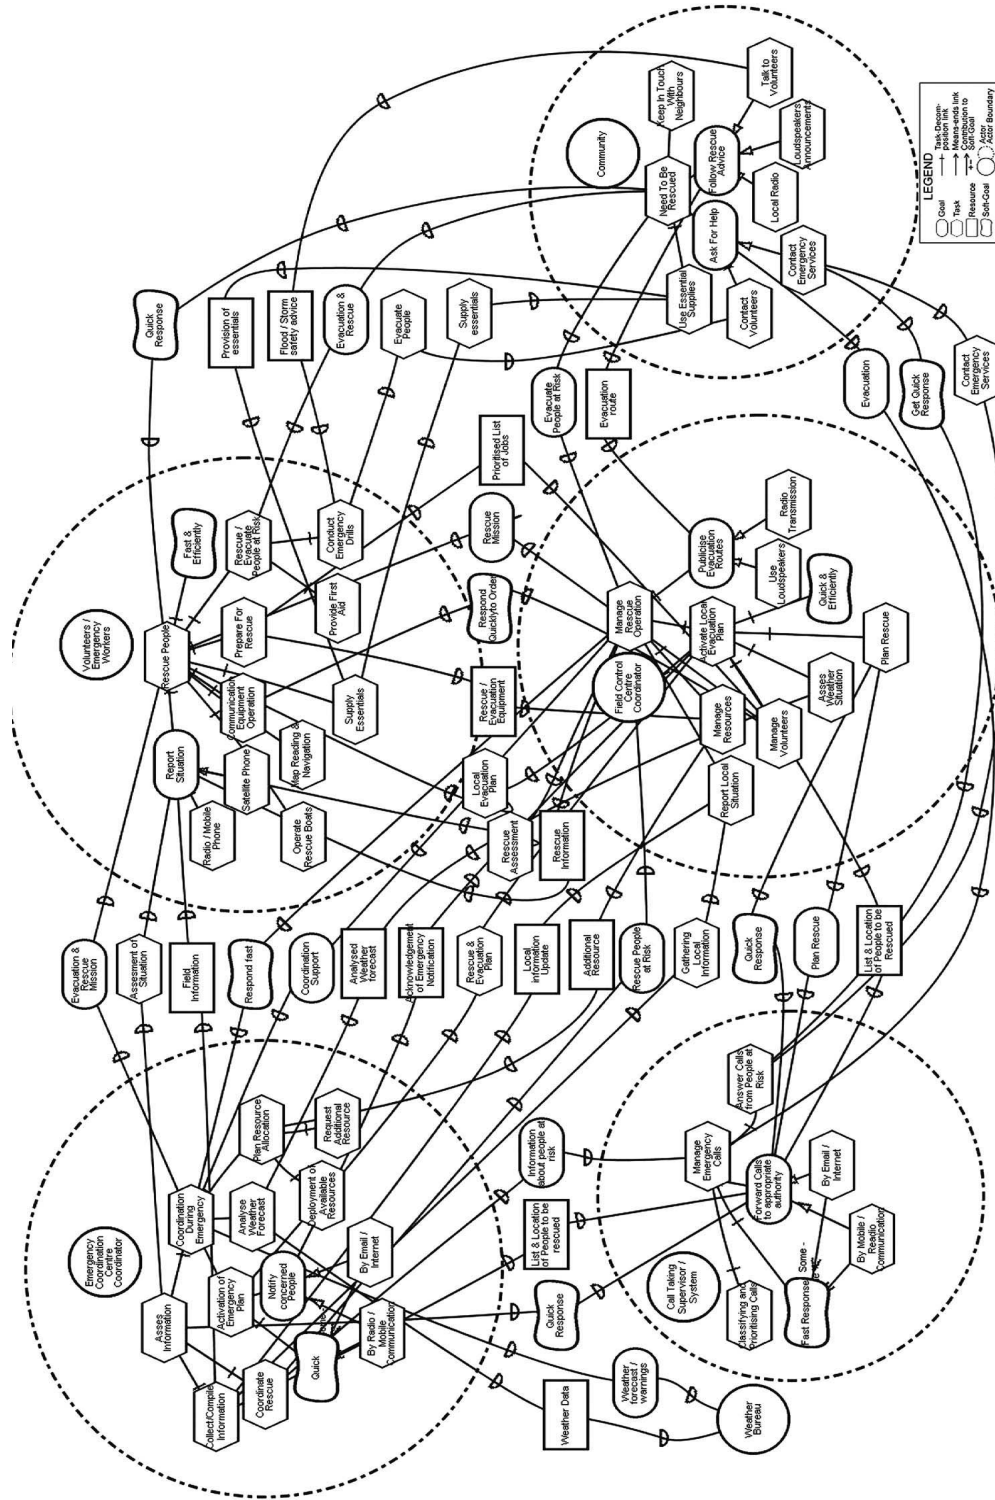 Community
Keep In Touch
With
Neighbours
Talk to
Volunteers
Need To Be
Rescued
Follow Rescue
Advice
Loudspeakers
Announcements
Local Radio
Ask For Help
Contact
Emergency
Services
Use Essential
Supplies
Contact
Volunteers
LEGEND
Goal
Task
Resource
Soft-Goal
Task-Decom-
position link
Means-ends link
Contribution to
Soft-Goal
Actor
Actor Boundary
Quick
Response
Provision of
essentials
Flood / Storm
safety advice
Evacuation &
Rescue
Evacuate
People
Supply
essentials
Evacuate
People at Risk
Evacuation
route
Evacuation
Get Quick
Response
Contact
Emergency
Services
Prioritised List
of Jobs
Rescue
Mission
Respond
Quickly to Order
Rescue /
Evacuation
Equipment
Volunteers /
Emergency
Workers
Rescue People
Fast &
Efficiently
Rescue /
Evacuate
People at Risk
Conduct
Emergency
Drills
Prepare For
Rescue
Provide First
Aid
Communication
Equipment
Operation
Supply
Essentials
Map Reading &
Navigation
Report
Situation
Satellite Phone
Radio / Mobile
Phone
Operate
Rescue Boats
Publicise
Evacuation
Routes
Radio
Transmission
Use
Loudspeakers
Quick &
Efficiently
Manage
Rescue
Operation
Activate Local
Evacuation
Plan
Field Control
Centre
Coordinator
Plan Rescue
Asses
Weather
Situation
Manage
Resources
Manage
Volunteers
Report Local
Situation
Local
Evacuation
Plan
Rescue
Assessment
Rescue
Information
Evacuation &
Rescue
Mission
Assesment of
Situation
Field
Information
Respond fast
Coordination
Support
Analysed
Weather
forecast
Acknowledgement
of Emergency
Notification
Rescue &
Evacuation
Plan
Local
Information
Update
Additional
Resource
Rescue People
at Risk
Gathering
Local
Information
Quick
Response
Plan Rescue
List & Location
of People to be
Rescued
Emergency
Coordination
Centre
Coordinator
Coordination
During
Emergency
Plan Resource
Allocation
Request
Additional
Resource
Analyse
Weather
Forecast
Deployment of
Available
Resources
Asses
Information
Activation of
Emergency
Plan
Notify
concerned
People
By Email /
Internet
Collect/Compile
Information
Coordinate
Rescue
Quick
By Radio /
Mobile
Communication
Information
about people at
risk
List & Location
of People to be
rescued
Quick
Response
Weather Data
Weather
forecast /
warnings
Weather
Bureau
Answer Calls
from People at
Risk
Manage
Emergency
Calls
Forward Calls
to appropriate
authority
By Email /
Internet
By Mobile /
Readio
Communication
Call Taking
Supervisor /
System
Classifying and
Prioritising Calls
Fast Response
Some -